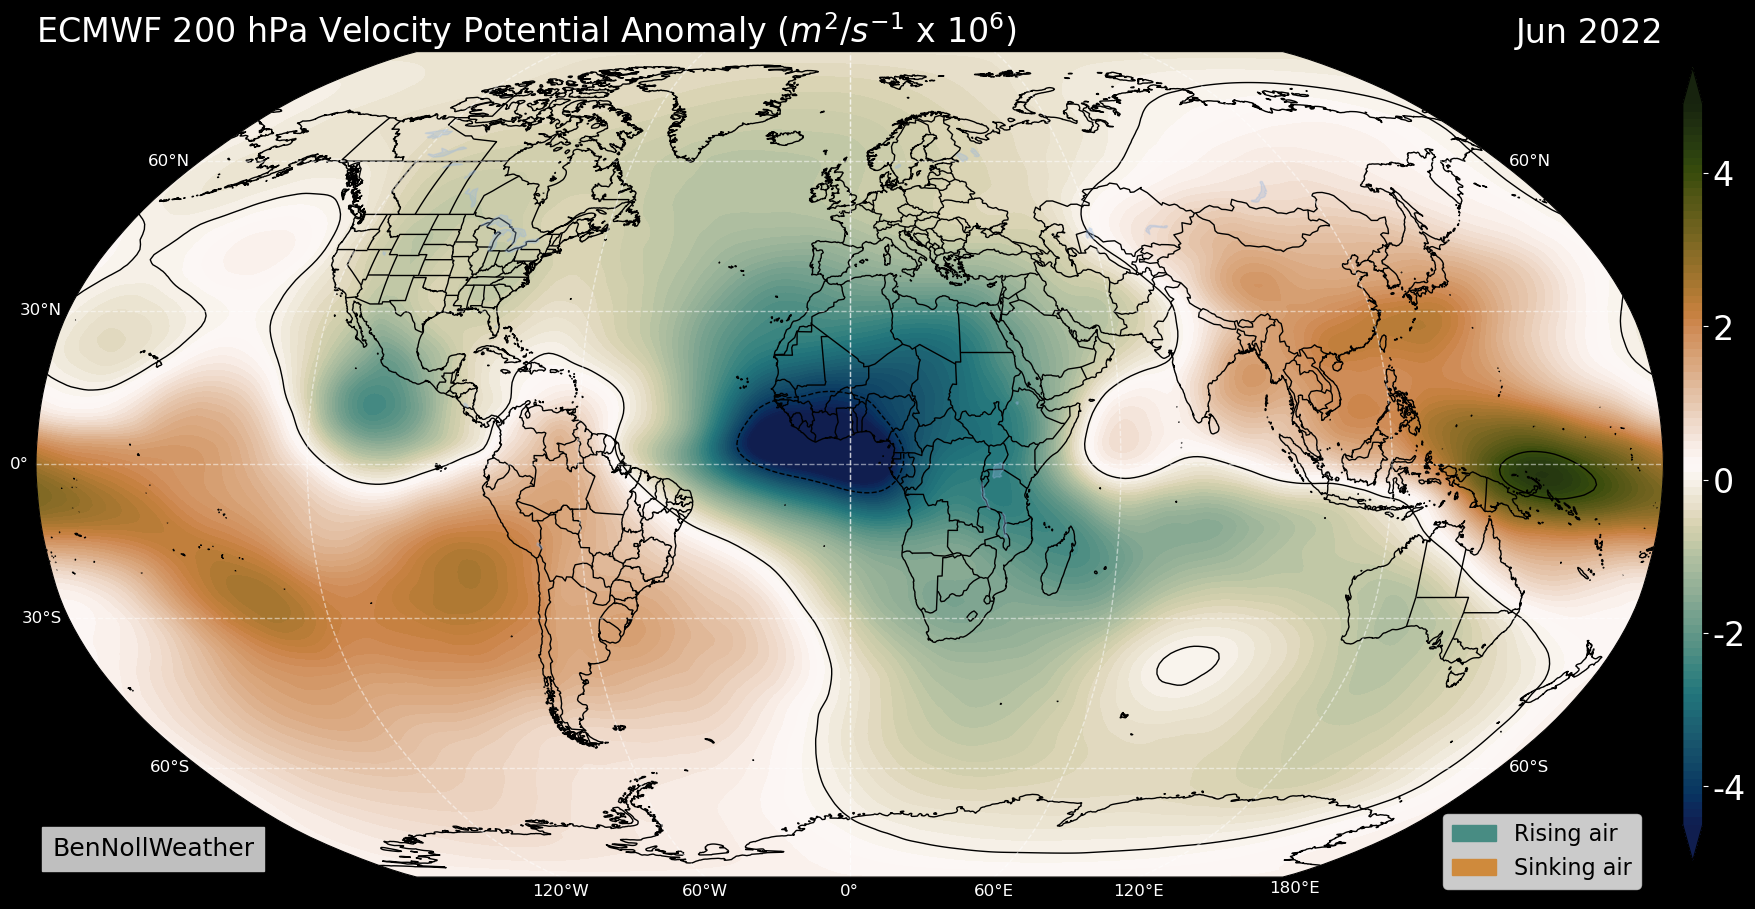 ECMWF 200 hPa Velocity Potential Anomaly (m²/s⁻¹ x 10⁶)
Jun 2022
60°N
60°N
30°N
0°
30°S
60°S
60°S
120°W
60°W
0°
60°E
120°E
180°E
4
2
0
-2
-4
BenNollWeather
Rising air
Sinking air